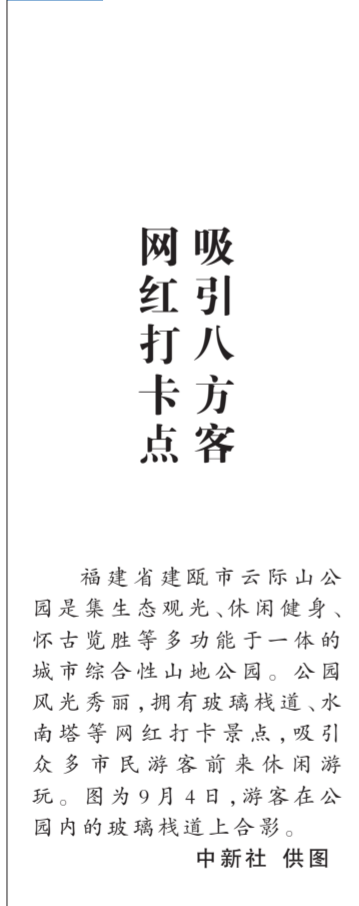 网红打卡点
吸引八方客
福建省建瓯市云际山公
园是集生态观光、休闲健身、
怀古览胜等多功能于一体的
城市综合性山地公园。公园
风光秀丽，拥有玻璃栈道、水
南塔等网红打卡景点，吸引
众多市民游客前来休闲游
玩。图为9月4日，游客在公
园内的玻璃栈道上合影。
中新社 供图